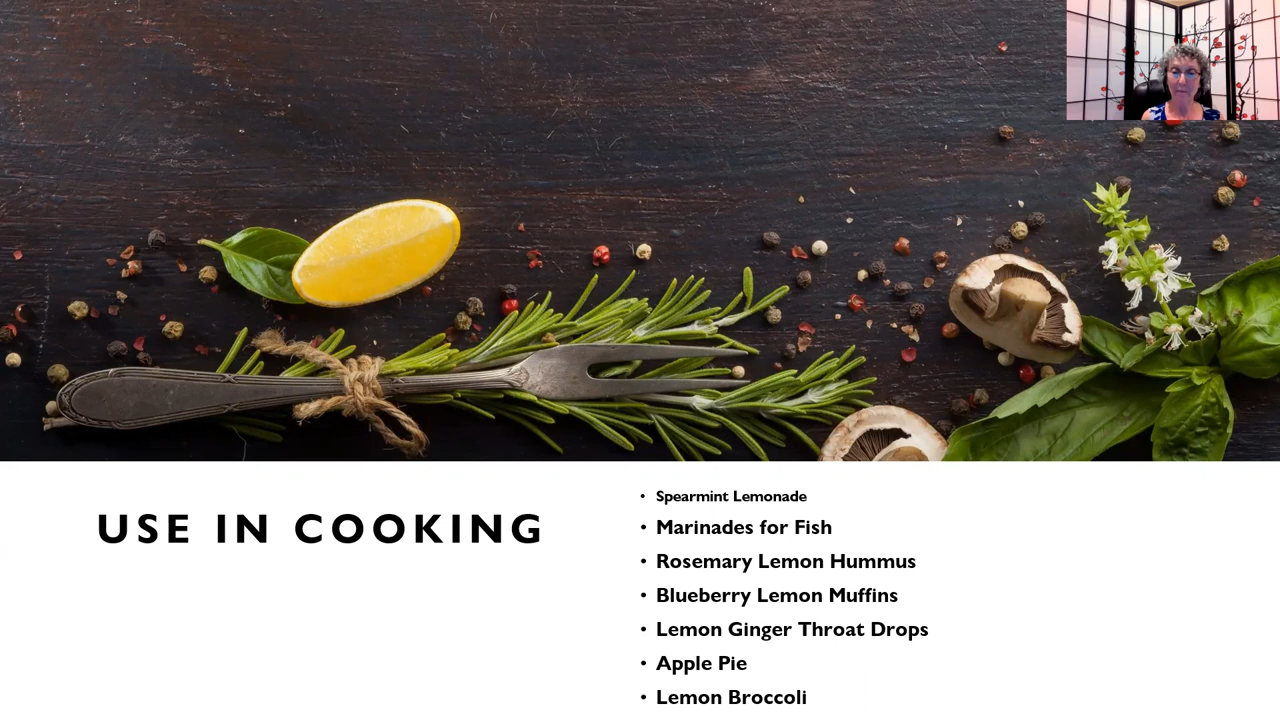 USE IN COOKING
• Spearmint Lemonade
• Marinades for Fish
• Rosemary Lemon Hummus
• Blueberry Lemon Muffins
• Lemon Ginger Throat Drops
• Apple Pie
• Lemon Broccoli